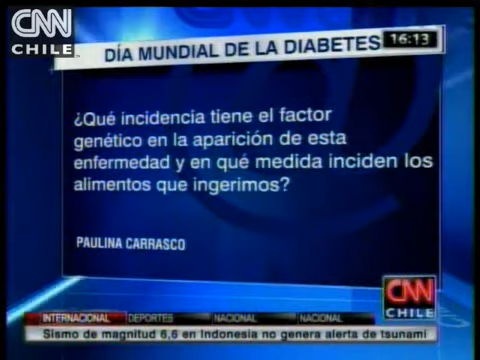 CNN
CHILE
DÍA MUNDIAL DE LA DIABETES
16:13
¿Qué incidencia tiene el factor
genético en la aparición de esta
enfermedad y en qué medida inciden los
alimentos que ingerimos?
PAULINA CARRASCO
CNN
CHILE
INTERNACIONAL DEPORTES NACIONAL NACIONAL
Sismo de magnitud 6,6 en Indonesia no genera alerta de tsunami